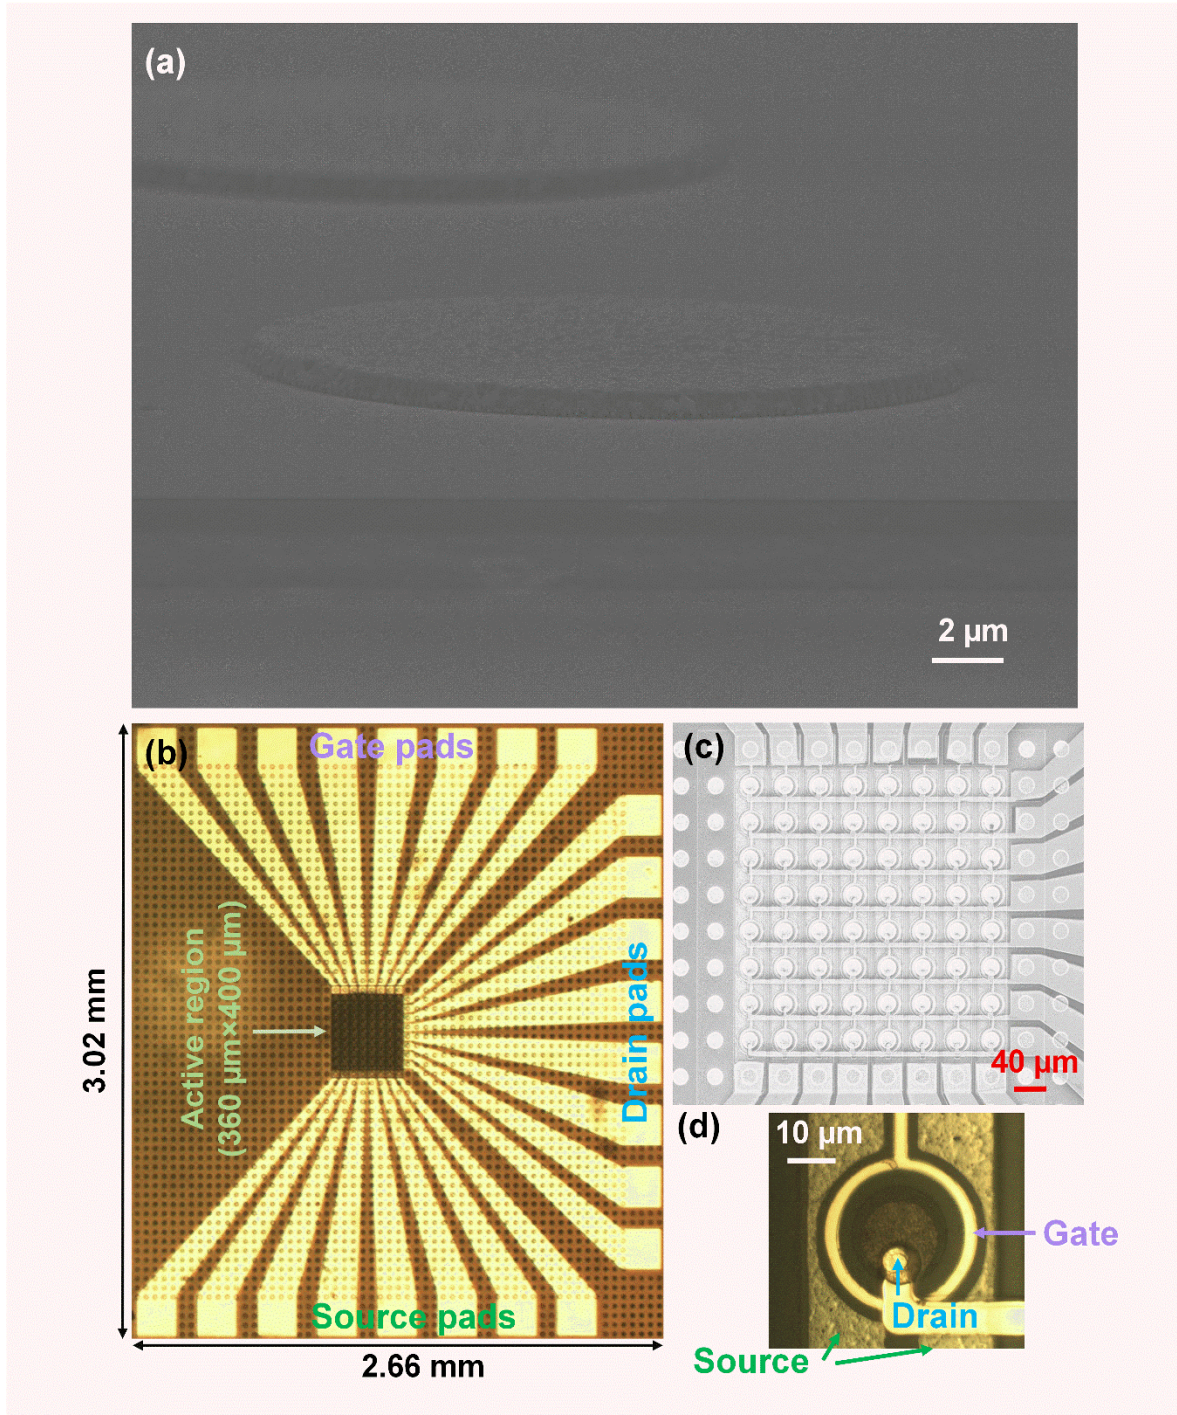 (a)
2 µm
(b)
Gate pads
Active region
(360 µm×400 µm)
Drain pads
Source pads
3.02 mm
2.66 mm
(c)
40 µm
(d)
10 µm
Gate
Drain
Source